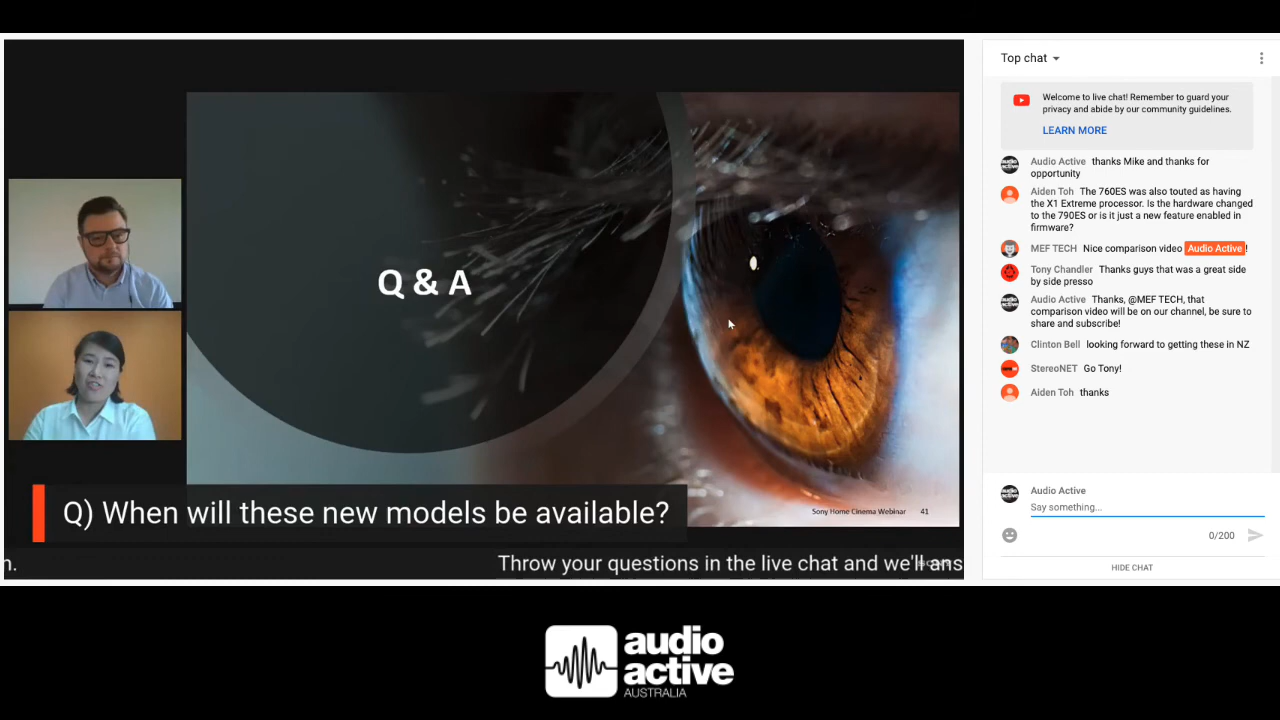 Q & A
Q) When will these new models be available?
Sony Home Cinema Webinar 41
n.
Throw your questions in the live chat and we'll ans
Top chat
Welcome to live chat! Remember to guard your
privacy and abide by our community guidelines.
LEARN MORE
Audio Active thanks Mike and thanks for
opportunity
Aiden Toh The 760ES was also touted as having
the X1 Extreme processor. Is the hardware changed
to the 790ES or is it just a new feature enabled in
firmware?
MEF TECH Nice comparison video Audio Active !
Tony Chandler Thanks guys that was a great side
by side presso
Audio Active Thanks, @MEF TECH, that
comparison video will be on our channel, be sure to
share and subscribe!
Clinton Bell looking forward to getting these in NZ
StereoNET Go Tony!
Aiden Toh thanks
Audio Active
Say something...
0/200
HIDE CHAT
audio
active
AUSTRALIA